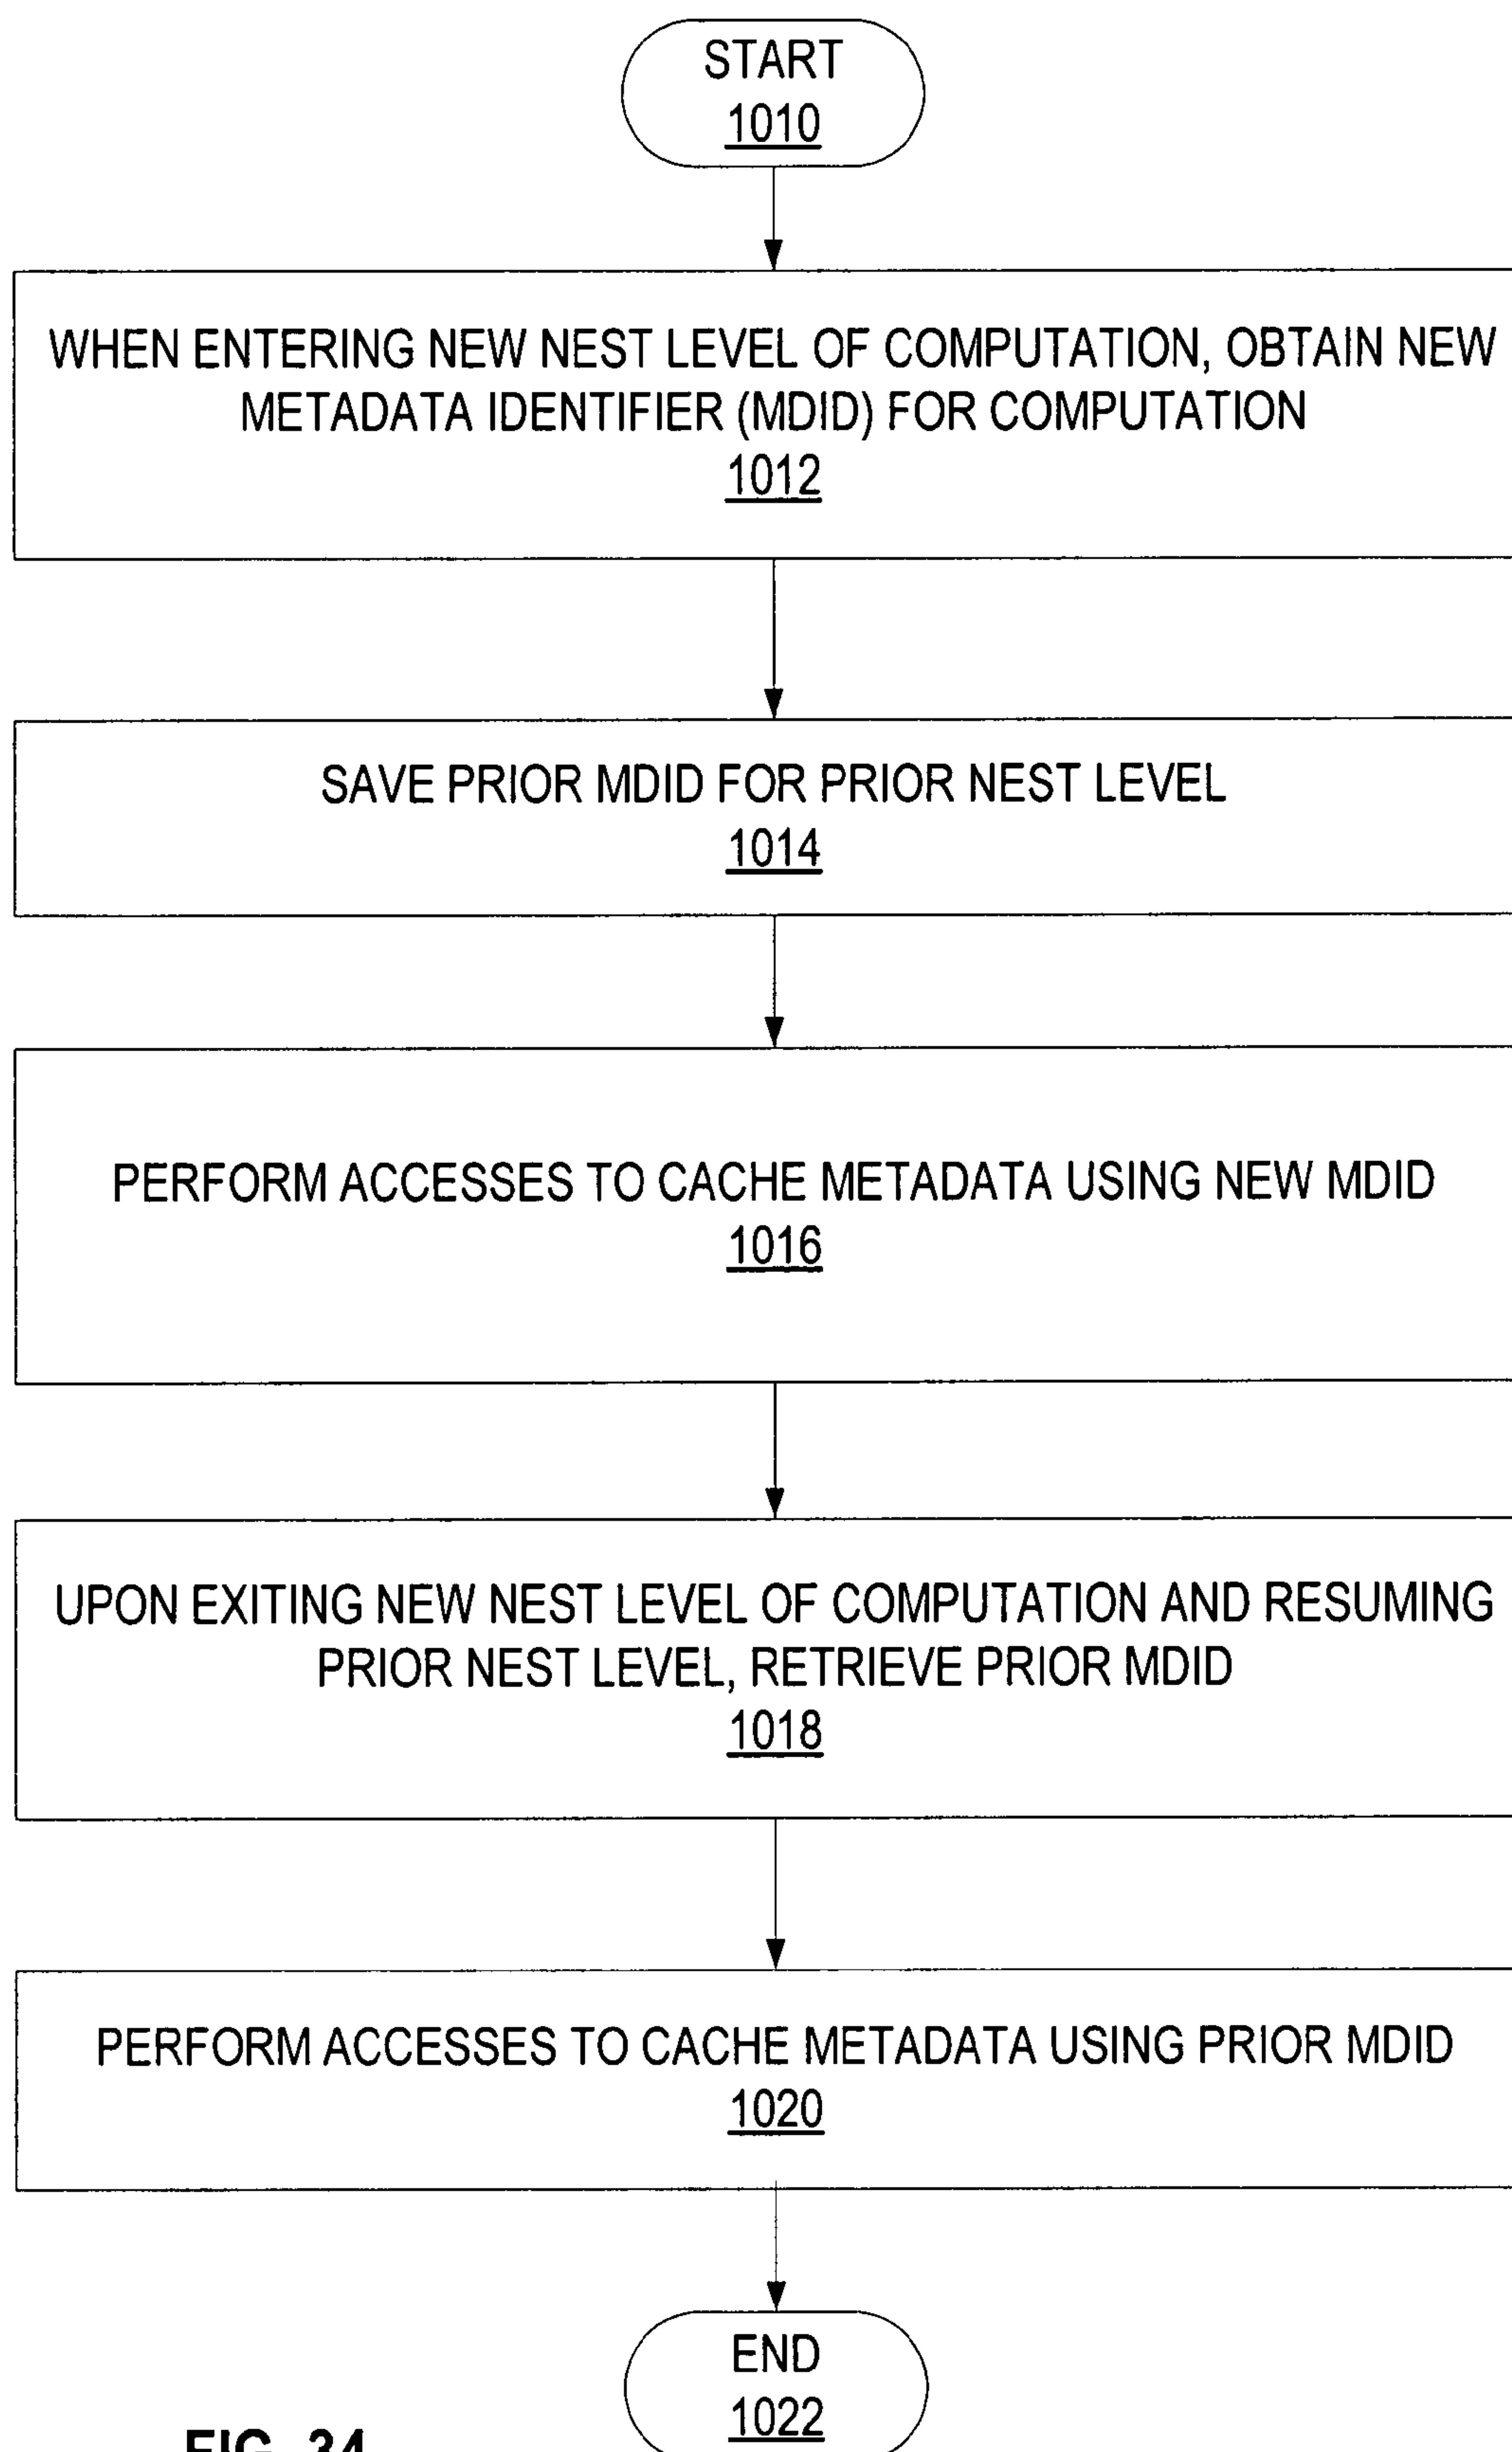 START
1010
WHEN ENTERING NEW NEST LEVEL OF COMPUTATION, OBTAIN NEW
METADATA IDENTIFIER (MDID) FOR COMPUTATION
1012
SAVE PRIOR MDID FOR PRIOR NEST LEVEL
1014
PERFORM ACCESSES TO CACHE METADATA USING NEW MDID
1016
UPON EXITING NEW NEST LEVEL OF COMPUTATION AND RESUMING
PRIOR NEST LEVEL, RETRIEVE PRIOR MDID
1018
PERFORM ACCESSES TO CACHE METADATA USING PRIOR MDID
1020
END
1022
FIG. 34